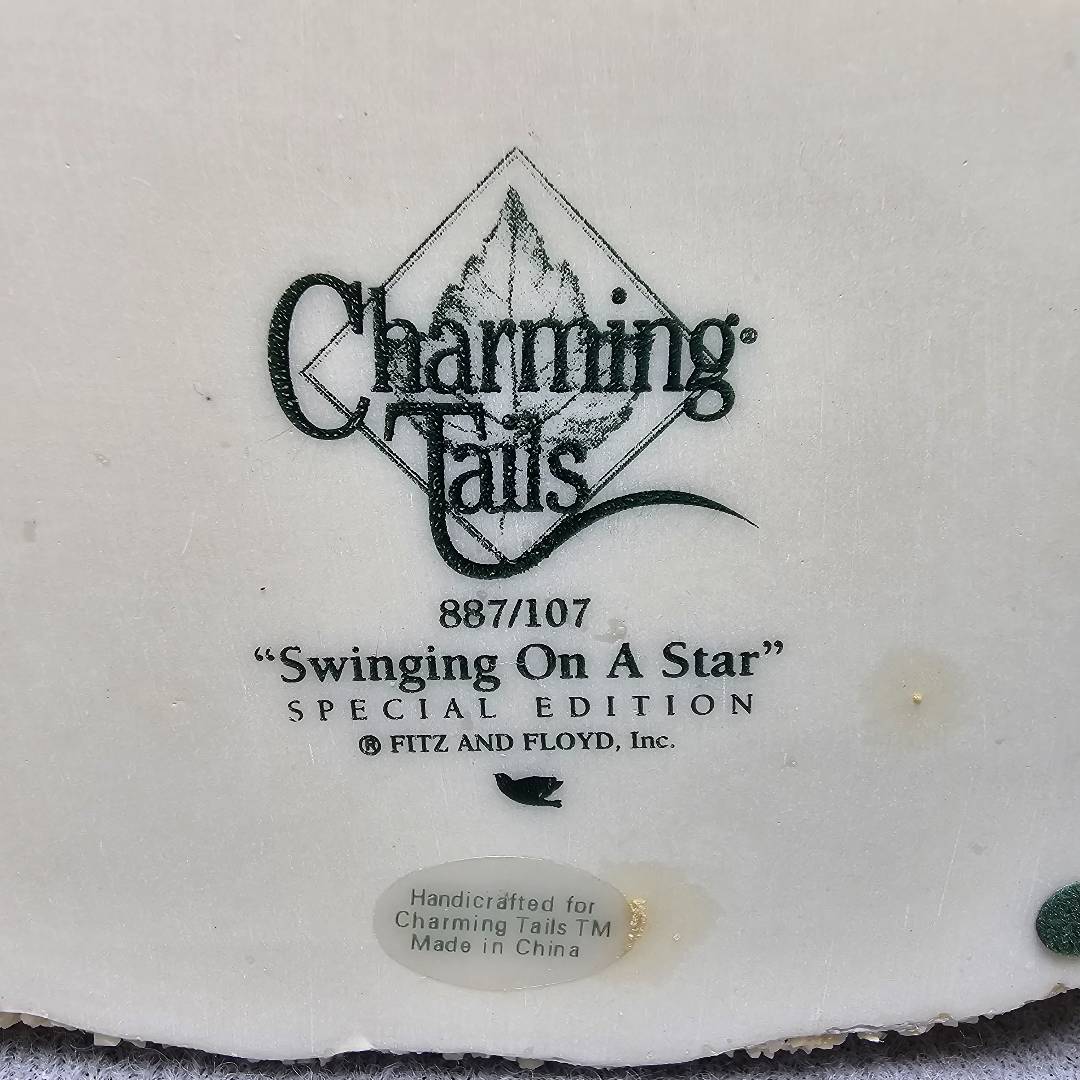 Charming®
Tails
887/107
“Swinging On A Star”
SPECIAL EDITION
® FITZ AND FLOYD, Inc.
Handicrafted for
Charming Tails TM
Made in China